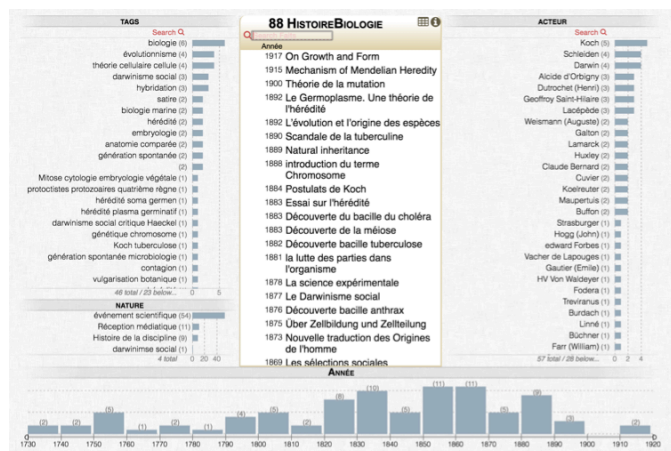 TAGS
Search
biologie (6)
évolutionnisme (4)
théorie cellulaire cellule (4)
darwinisme social (3)
hybridation (3)
satire (2)
biologie marine (2)
hérédité (2)
embryologie (2)
anatomie comparée (2)
génération spontanée (2)
(2)
Mitose cytologie embryologie végétale (1)
protoctistes protozoaires quatrième règne (1)
hérédité soma germen (1)
hérédité plasma germinatif (1)
darwinisme social critique Haeckel (1)
génétique chromosome (1)
Koch tuberculose (1)
génération spontanée microbiologie (1)
contagion (1)
vulgarisation botanique (1)
46 total / 23 below...
0 5
NATURE
événement scientifique (54)
Réception médiatique (11)
Histoire de la discipline (9)
darwinimse social (1)
4 total
0 20 40
88 HISTOIREBIOLOGIE
Année
1917 On Growth and Form
1915 Mechanism of Mendelian Heredity
1900 Théorie de la mutation
1892 Le Germoplasme. Une théorie de
l'hérédité
1892 L'évolution et l'origine des espèces
1890 Scandale de la tuberculine
1889 Natural inheritance
1888 introduction du terme
Chromosome
1884 Postulats de Koch
1883 Essai sur l'hérédité
1883 Découverte du bacille du choléra
1883 Découverte de la méiose
1882 Découverte bacille tuberculose
1881 la lutte des parties dans
l'organisme
1878 La science expérimentale
1877 Le Darwinisme social
1876 Découverte bacille anthrax
1875 Über Zellbildung und Zellteilung
1873 Nouvelle traduction des Origines
de l'homme
1869 Les sélections sociales
ACTEUR
Search
Koch (5)
Schleiden (4)
Darwin (4)
Alcide d'Orbigny (3)
Dutrochet (Henri) (3)
Geoffroy Saint-Hilaire (3)
Lacépède (3)
Weismann (Auguste) (2)
Galton (2)
Lamarck (2)
Huxley (2)
Claude Bernard (2)
Cuvier (2)
Koelreuter (2)
Maupertuis (2)
Buffon (2)
Strasburger (1)
Hogg (John) (1)
edward Forbes (1)
Vacher de Lapouges (1)
Gautier (Emile) (1)
HV Von Waldeyer (1)
Fodera (1)
Treviranus (1)
Burdach (1)
Linné (1)
Büchner (1)
Farr (William) (1)
57 total / 28 below...
0 2 4
ANNÉE
(2) (2) (5) (1) (2) (1) (4) (5) (2) (8) (10) (5) (11) (11) (5) (9) (3) (2)
0 0
1730 1740 1750 1760 1770 1780 1790 1800 1810 1820 1830 1840 1850 1860 1870 1880 1890 1900 1910 1920